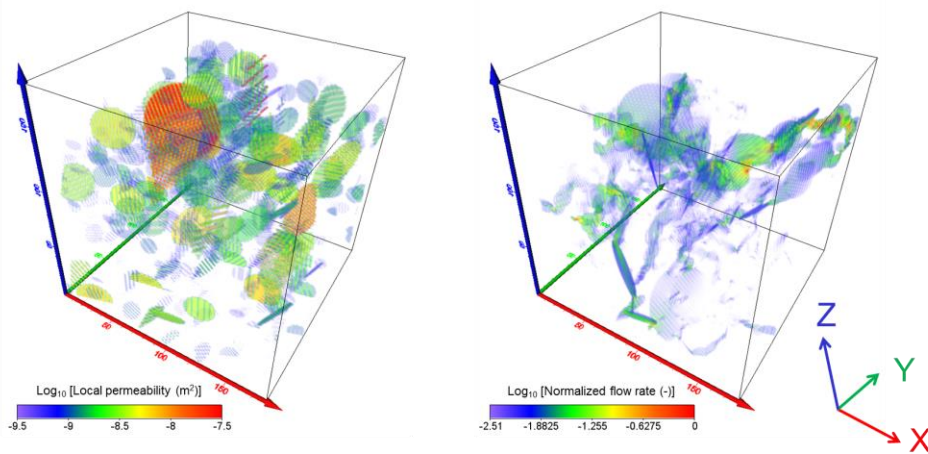 50
100
150
50
100
150
Log₁₀ [Local permeability (m²)]
-9.5 -9 -8.5 -8 -7.5
Log₁₀ [Normalized flow rate (-)]
-2.51 -1.8825 -1.255 -0.6275 0
Z
Y
X